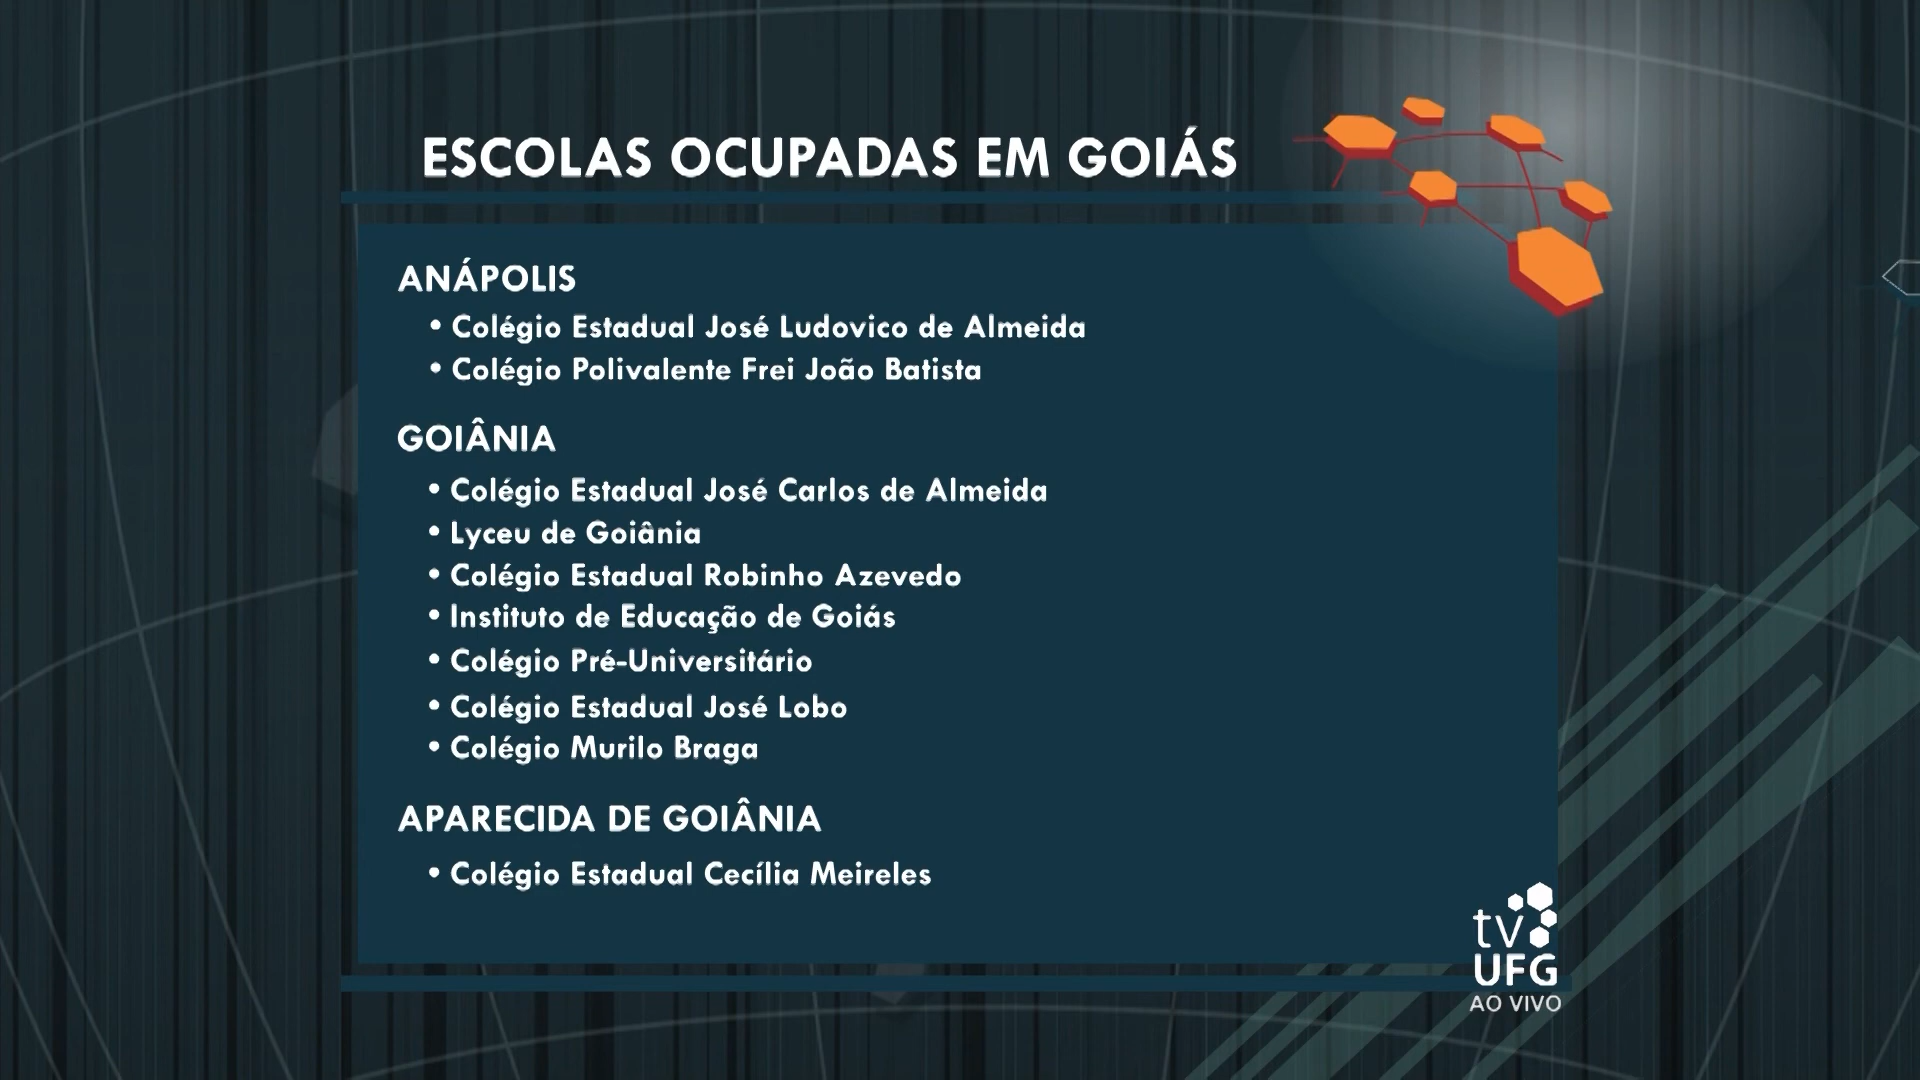 ESCOLAS OCUPADAS EM GOIÁS
ANÁPOLIS
• Colégio Estadual José Ludovico de Almeida
• Colégio Polivalente Frei João Batista
GOIÂNIA
• Colégio Estadual José Carlos de Almeida
• Lyceu de Goiânia
• Colégio Estadual Robinho Azevedo
• Instituto de Educação de Goiás
• Colégio Pré-Universitário
• Colégio Estadual José Lobo
• Colégio Murilo Braga
APARECIDA DE GOIÂNIA
• Colégio Estadual Cecília Meireles
tv
UFG
AO VIVO